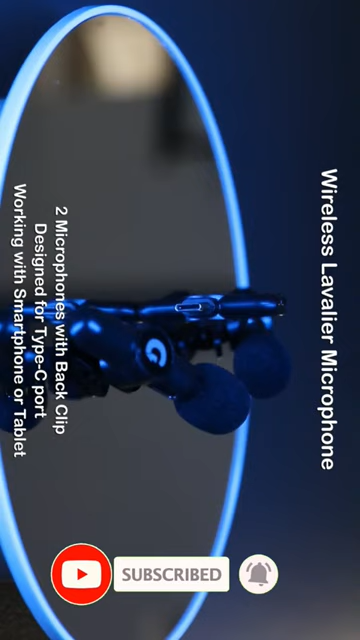 Wireless Lavalier Microphone
2 Microphones with Back Clip
Designed for Type-C port
Working with Smartphone or Tablet
G
SUBSCRIBED